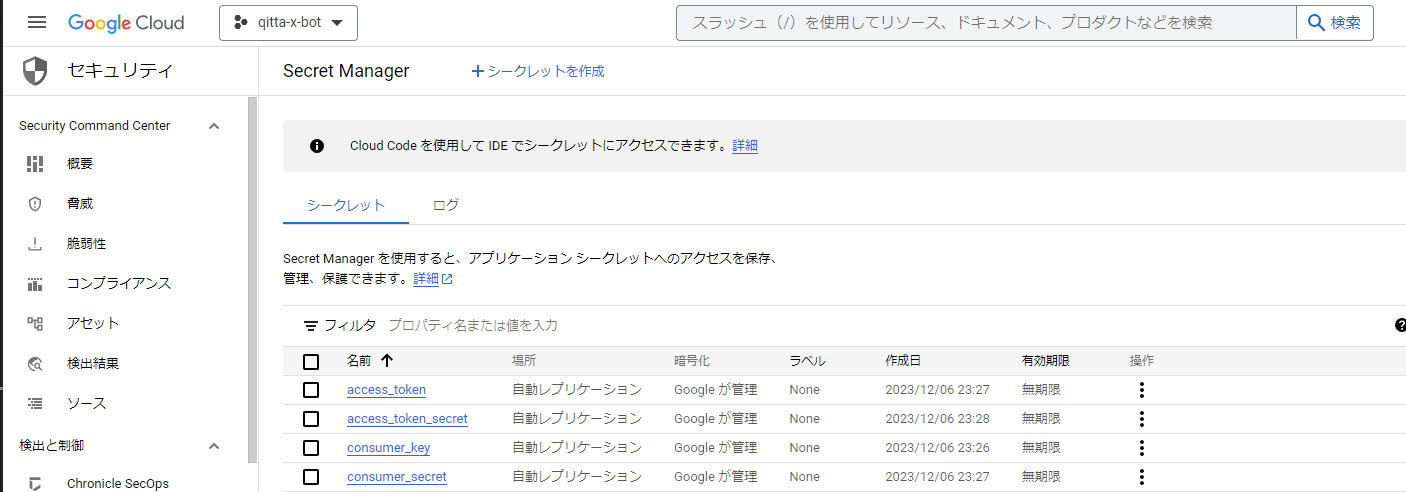 Google Cloud
qitta-x-bot
スラッシュ（/）を使用してリソース、ドキュメント、プロダクトなどを検索
検索
セキュリティ
Secret Manager
シークレットを作成
Security Command Center
概要
脅威
脆弱性
コンプライアンス
アセット
検出結果
ソース
検出と制御
Chronicle SecOps
Cloud Code を使用して IDE でシークレットにアクセスできます。詳細
シークレット ログ
Secret Manager を使用すると、アプリケーション シークレットへのアクセスを保存、
管理、保護できます。詳細
フィルタ プロパティ名または値を入力
名前 場所 暗号化 ラベル 作成日 有効期限 操作
access_token 自動レプリケーション Google が管理 None 2023/12/06 23:27 無期限
access_token_secret 自動レプリケーション Google が管理 None 2023/12/06 23:28 無期限
consumer_key 自動レプリケーション Google が管理 None 2023/12/06 23:26 無期限
consumer_secret 自動レプリケーション Google が管理 None 2023/12/06 23:27 無期限